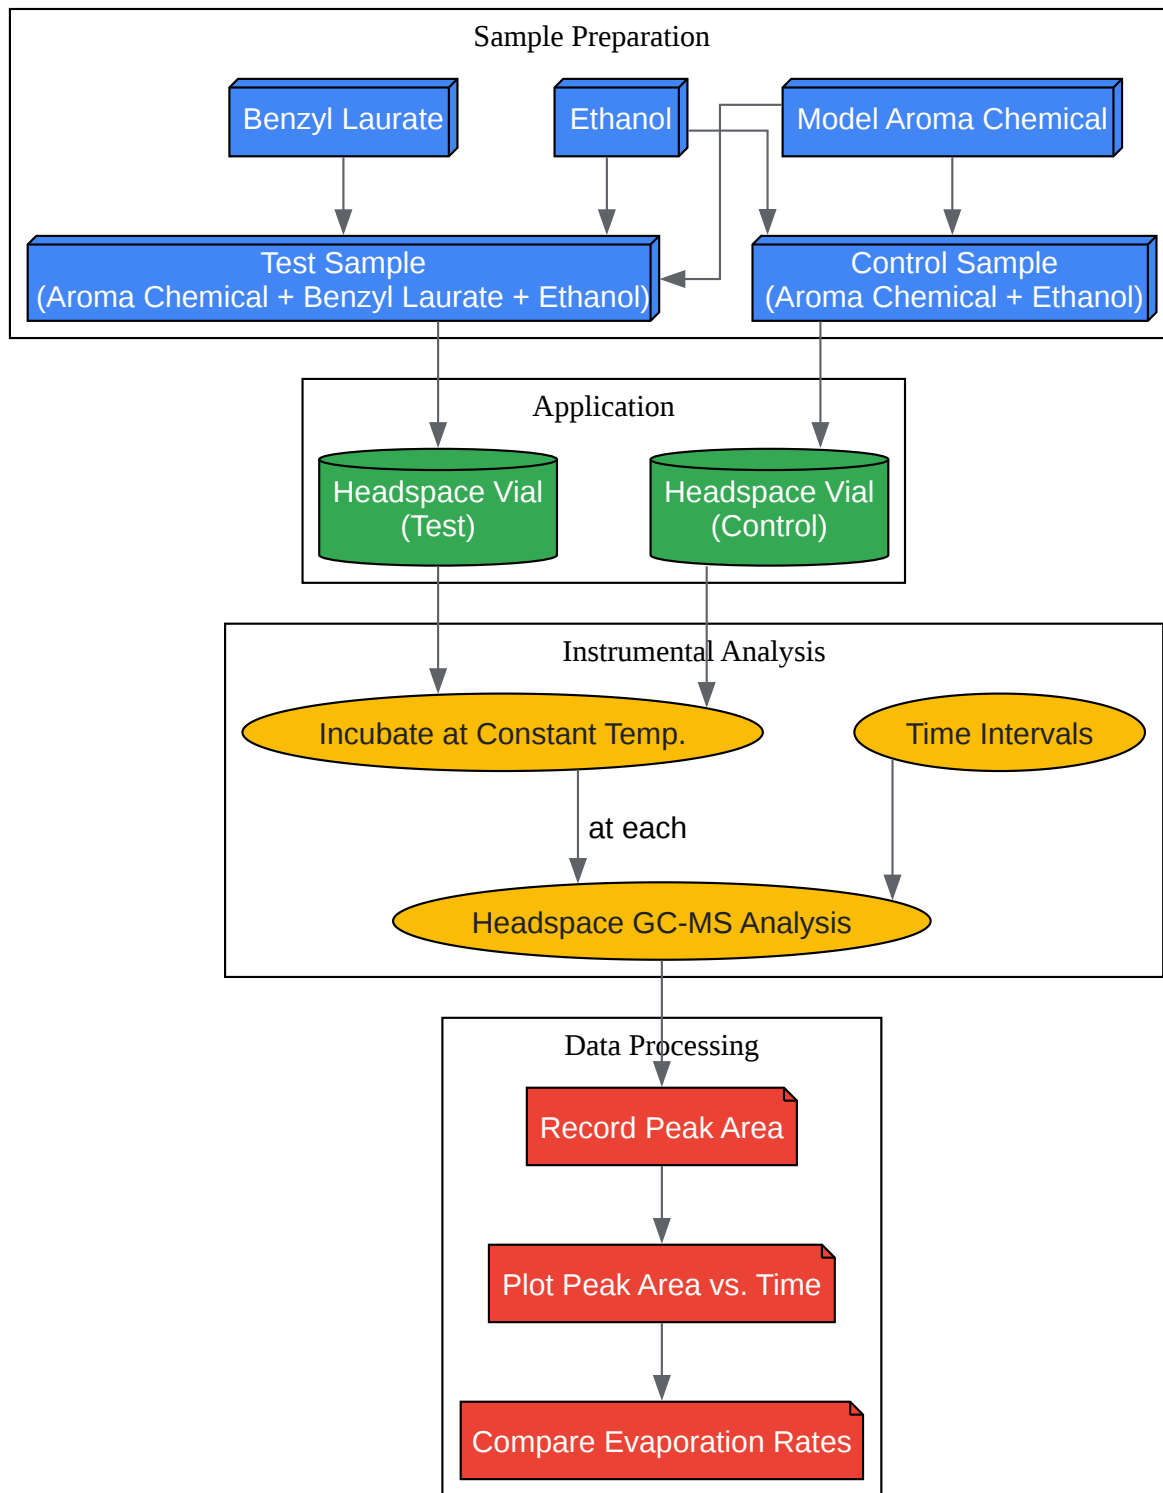 Sample Preparation
Benzyl Laurate
Ethanol
Model Aroma Chemical
Test Sample
(Aroma Chemical + Benzyl Laurate + Ethanol)
Control Sample
(Aroma Chemical + Ethanol)
Application
Headspace Vial
(Test)
Headspace Vial
(Control)
Instrumental Analysis
Incubate at Constant Temp.
Time Intervals
at each
Headspace GC-MS Analysis
Data Processing
Record Peak Area
Plot Peak Area vs. Time
Compare Evaporation Rates